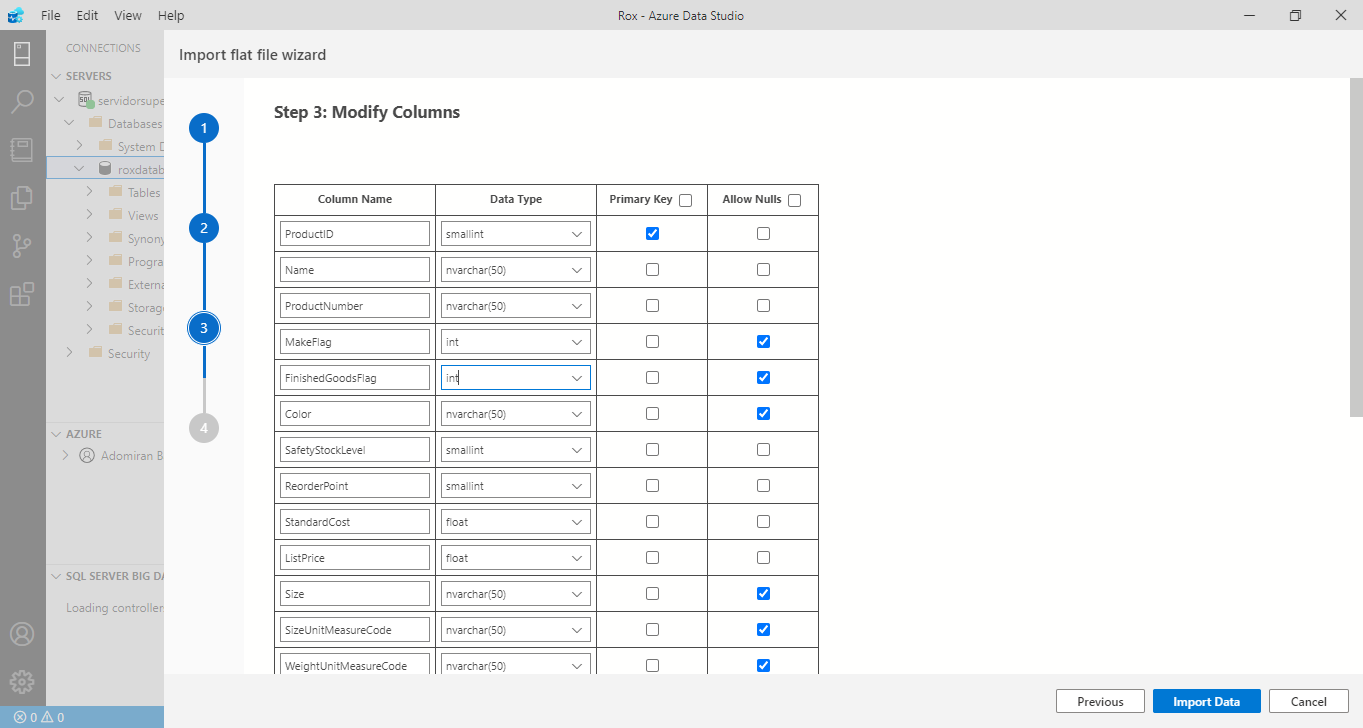 File Edit View Help
Rox - Azure Data Studio
CONNECTIONS
SERVERS
servidorsupe
Databases
System D
roxdatab
Tables
Views
Synony
Progra
Externa
Storag
Securit
Security
AZURE
Adomiran B
SQL SERVER BIG DA
Loading controller
0 0
Import flat file wizard
1
2
3
4
Step 3: Modify Columns
Column Name Data Type Primary Key Allow Nulls
ProductID smallint
Name nvarchar(50)
ProductNumber nvarchar(50)
MakeFlag int
FinishedGoodsFlag int
Color nvarchar(50)
SafetyStockLevel smallint
ReorderPoint smallint
StandardCost float
ListPrice float
Size nvarchar(50)
SizeUnitMeasureCode nvarchar(50)
WeightUnitMeasureCode nvarchar(50)
Previous Import Data Cancel